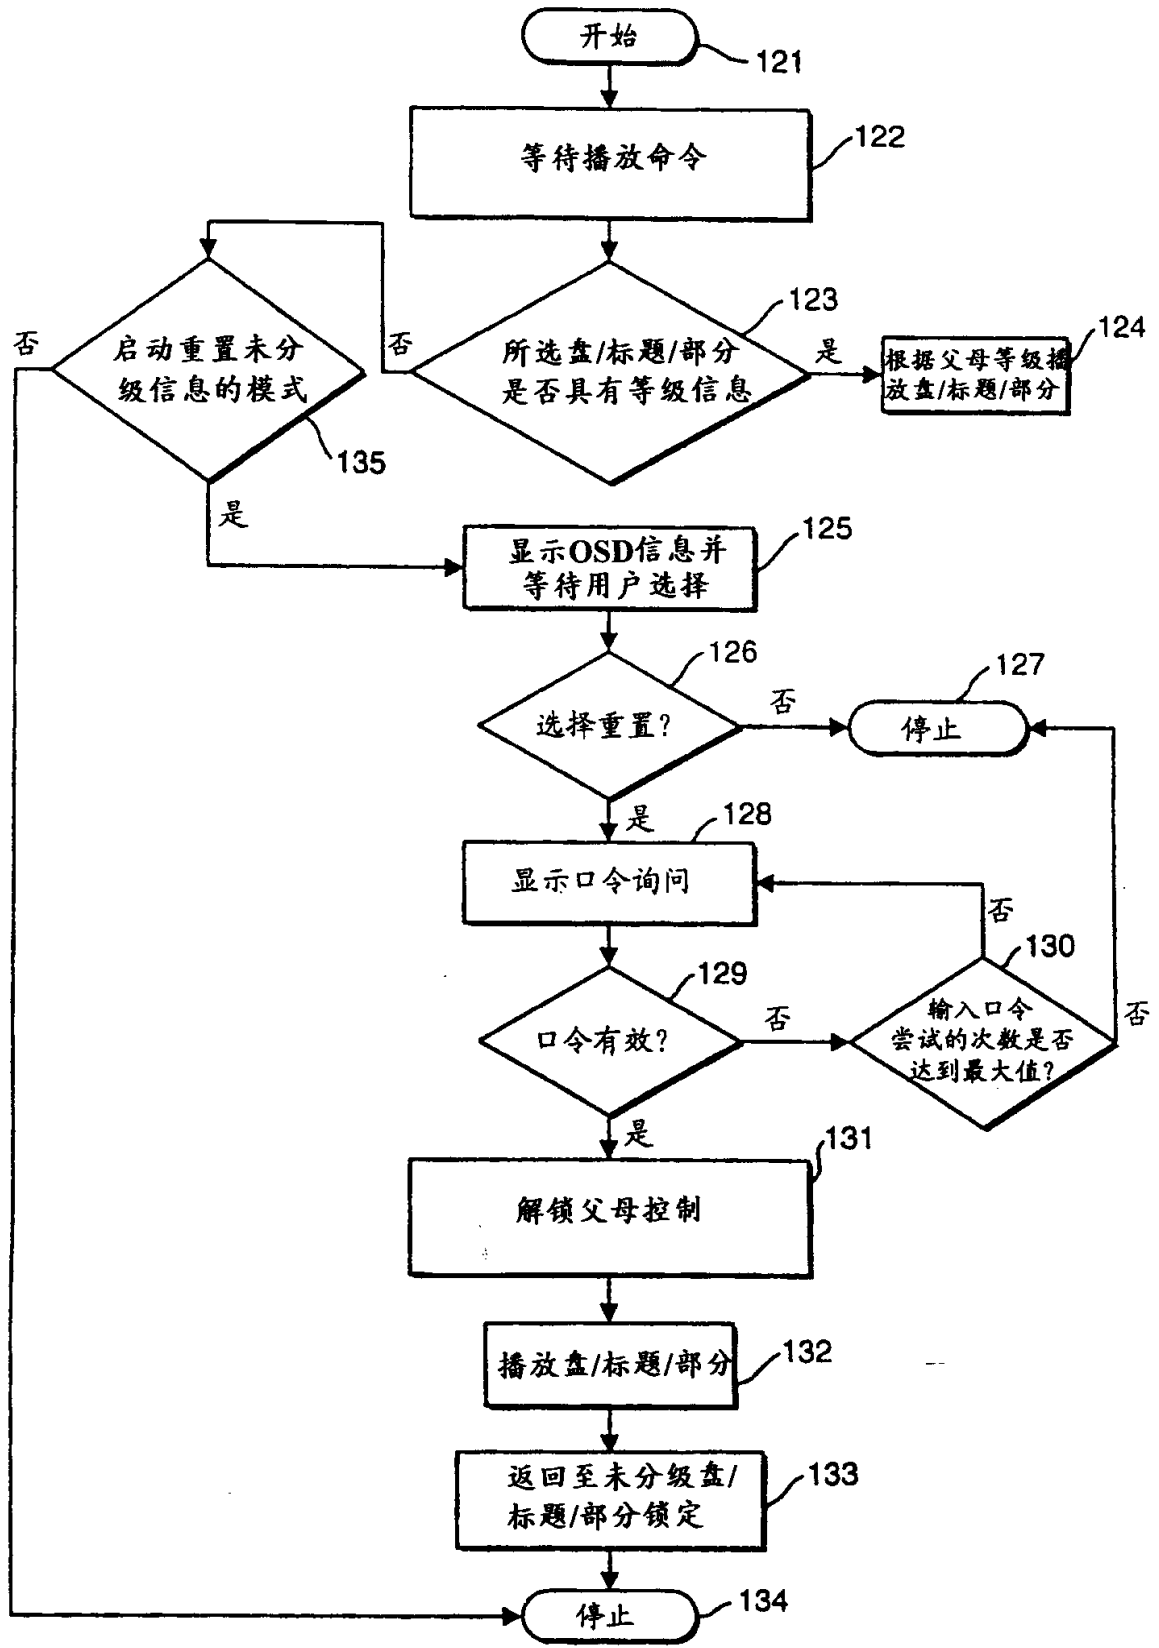 开始
121
等待播放命令
122
123
所选盘/标题/部分
是否具有等级信息
否
是
124
根据父母等级播
放盘/标题/部分
启动重置未分
级信息的模式
否
135
是
125
显示OSD信息并
等待用户选择
126
选择重置?
否
127
停止
是
128
显示口令询问
否
129
口令有效?
否
130
输入口令
尝试的次数是否
达到最大值?
否
是
131
解锁父母控制
播放盘/标题/部分
132
返回至未分级盘/
标题/部分锁定
133
停止
134